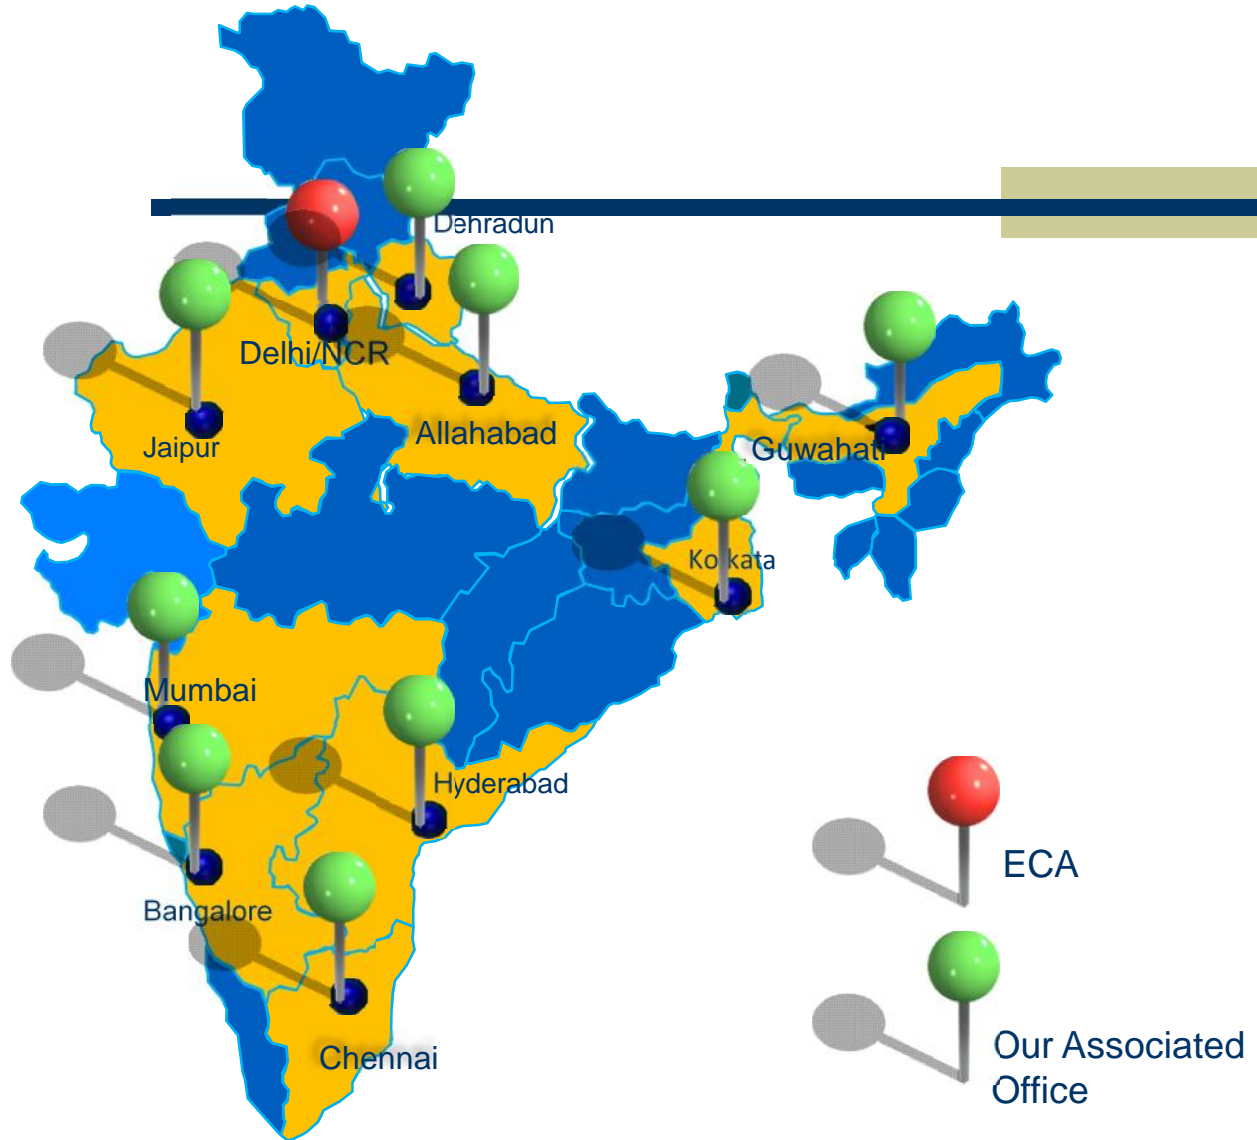 Dehradun
Delhi/NCR
Allahabad
Jaipur
Guwahati
Kolkata
Mumbai
Hyderabad
ECA
Bangalore
Our Associated
Office
Chennai